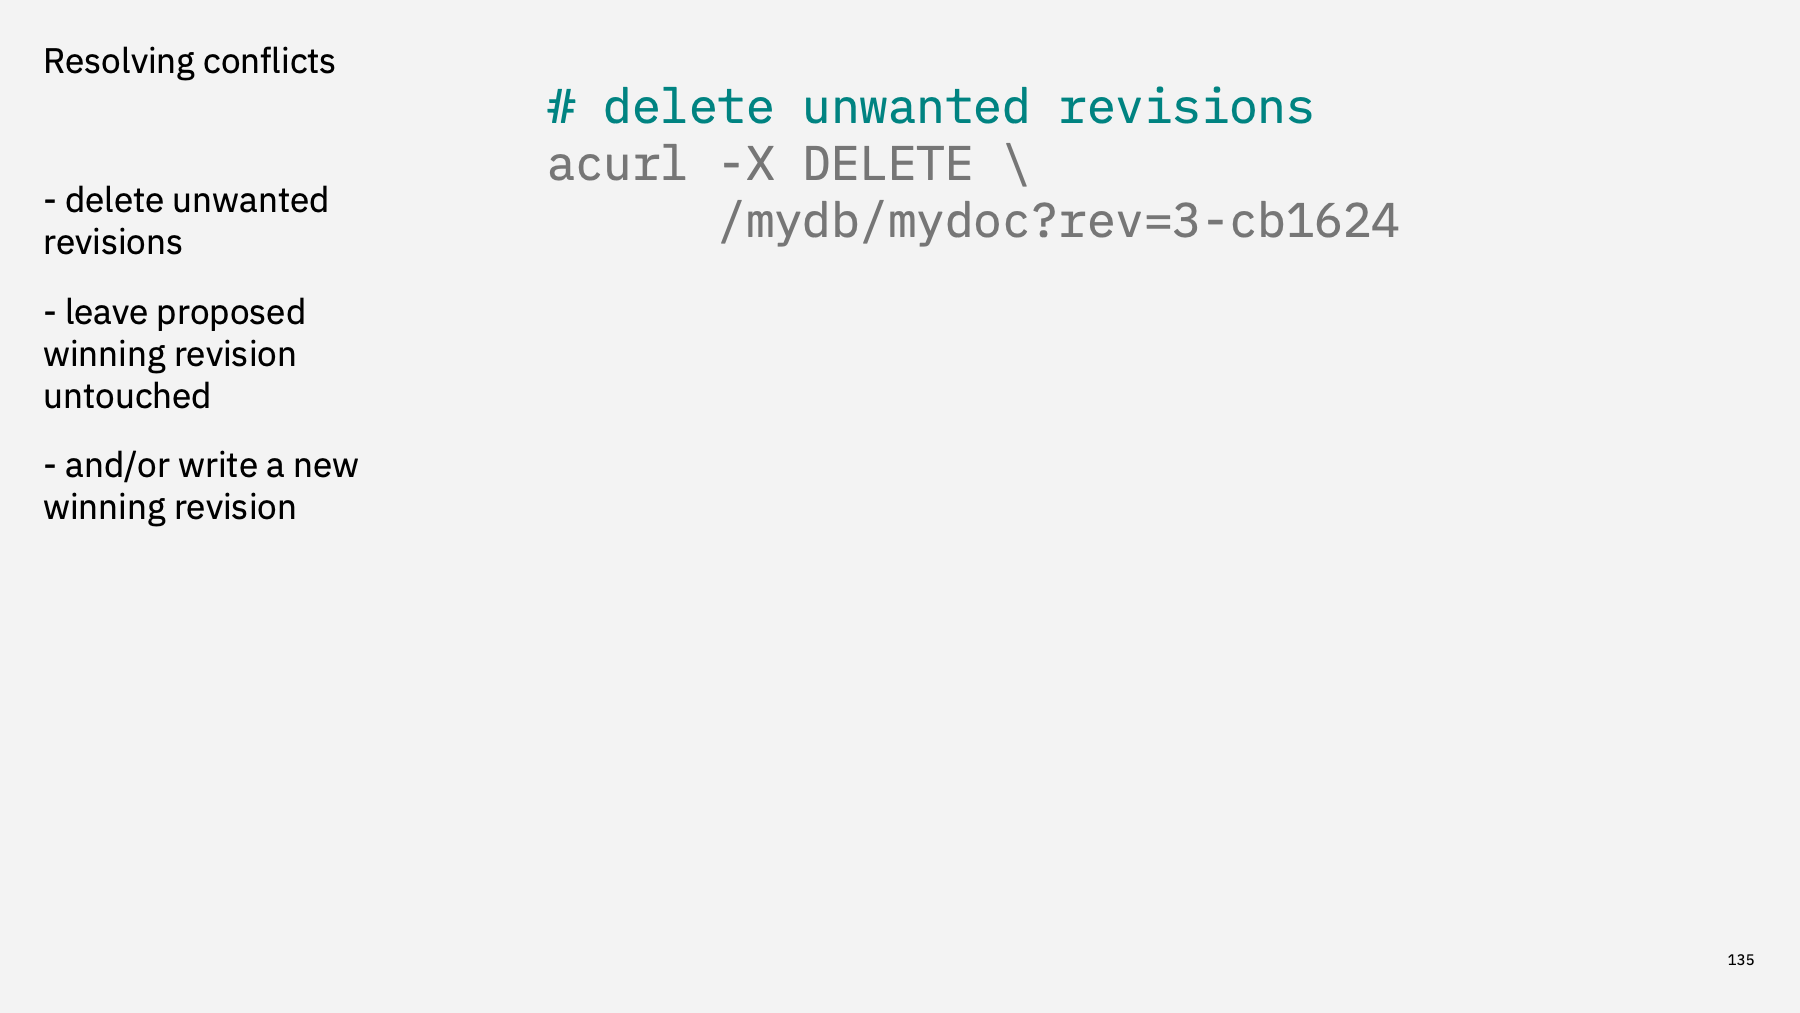 Resolving conflicts
- delete unwanted
revisions
- leave proposed
winning revision
untouched
- and/or write a new
winning revision
# delete unwanted revisions
acurl -X DELETE \
/mydb/mydoc?rev=3-cb1624
135